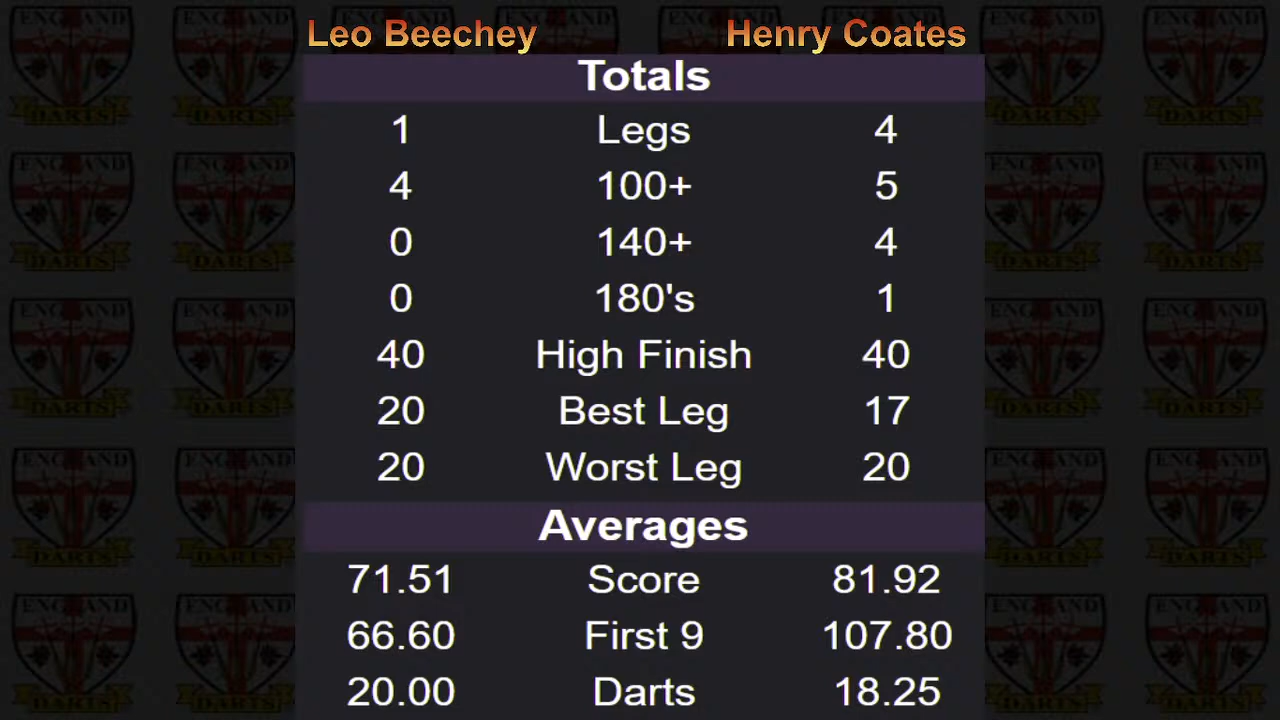 Leo Beechey Henry Coates
Totals
1 Legs 4
4 100+ 5
0 140+ 4
0 180's 1
40 High Finish 40
20 Best Leg 17
20 Worst Leg 20
Averages
71.51 Score 81.92
66.60 First 9 107.80
20.00 Darts 18.25
ENGLAND
DARTS